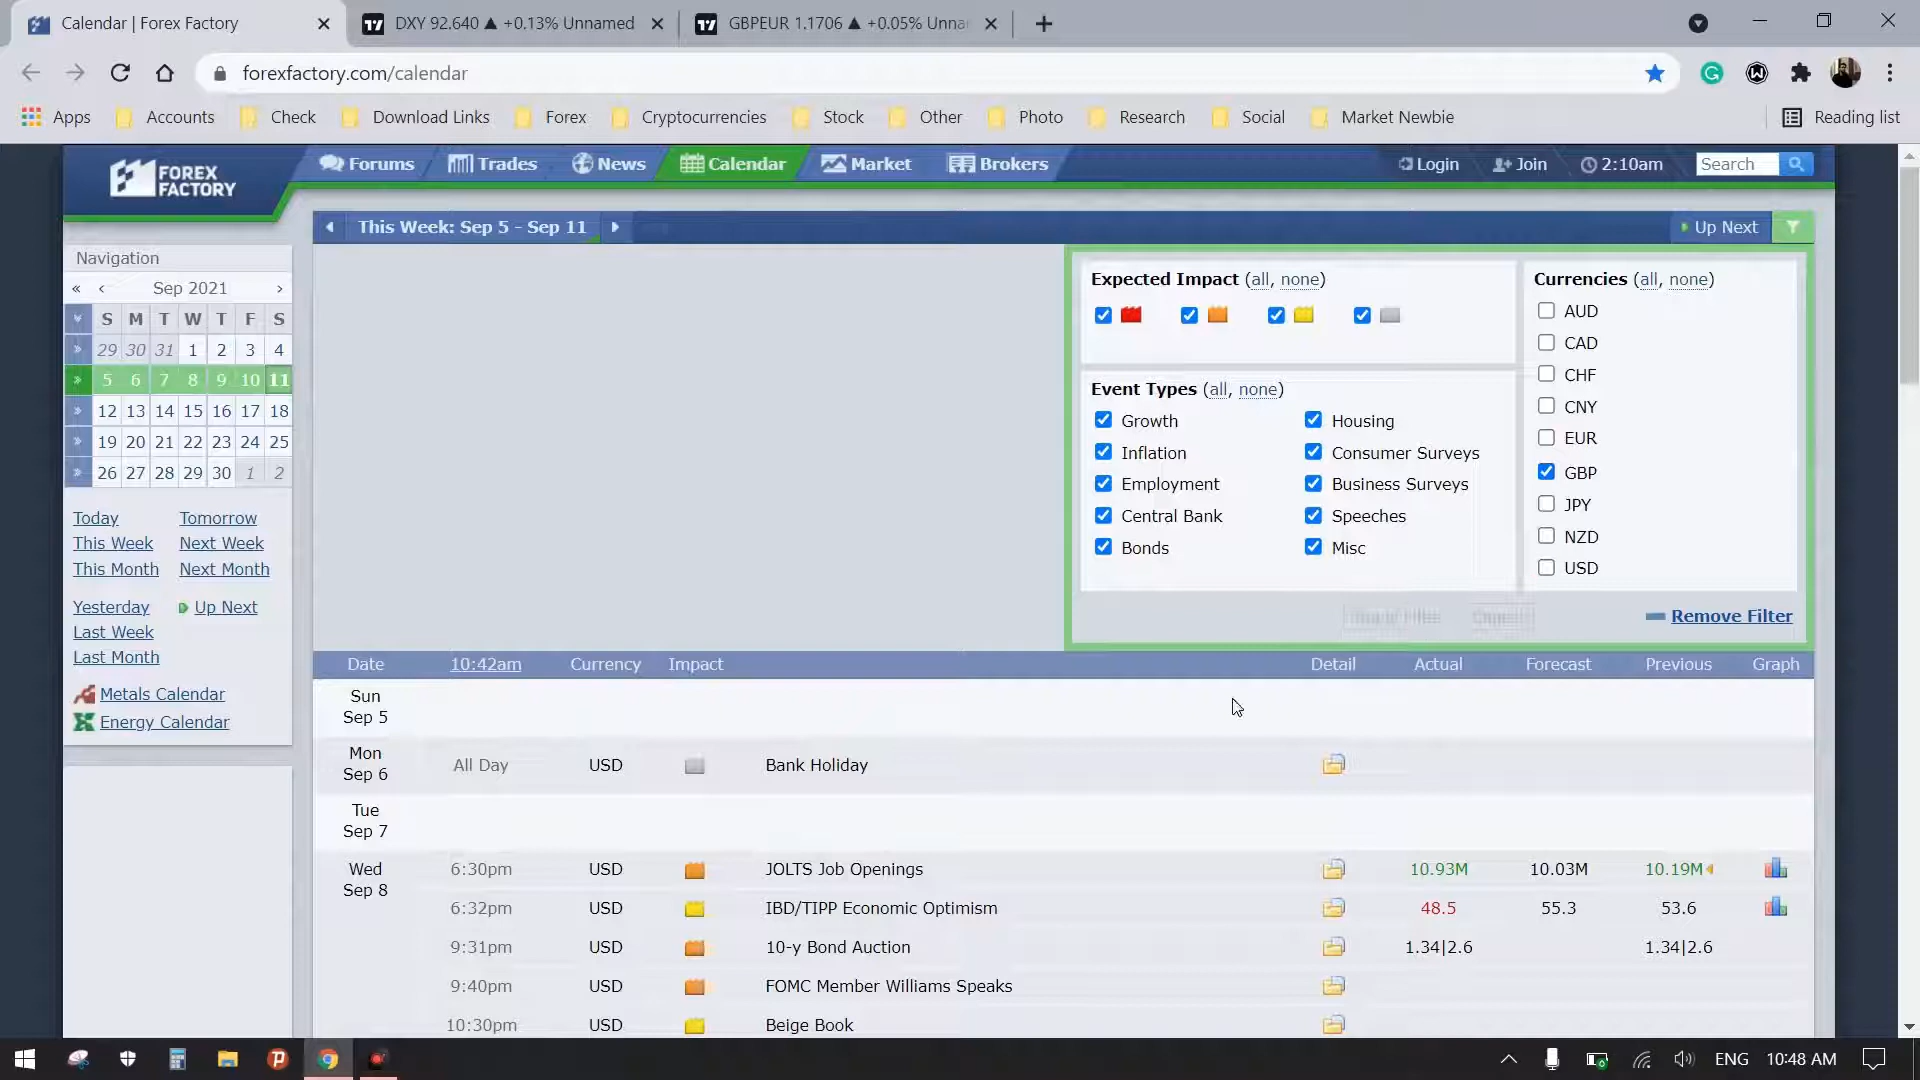 Calendar | Forex Factory
DXY 92.640 ▲ +0.13% Unnamed
GBPEUR 1.1706 ▲ +0.05% Unna
forexfactory.com/calendar
Apps Accounts Check Download Links Forex Cryptocurrencies Stock Other Photo Research Social Market Newbie Reading list
FOREX FACTORY
Forums Trades News Calendar Market Brokers Login Join 2:10am Search
This Week: Sep 5 - Sep 11 Up Next
Navigation
« ‹ Sep 2021 ›
S M T W T F S
29 30 31 1 2 3 4
5 6 7 8 9 10 11
12 13 14 15 16 17 18
19 20 21 22 23 24 25
26 27 28 29 30 1 2
Today Tomorrow
This Week Next Week
This Month Next Month
Yesterday Up Next
Last Week
Last Month
Metals Calendar
Energy Calendar
Expected Impact (all, none)
Event Types (all, none)
Growth Housing
Inflation Consumer Surveys
Employment Business Surveys
Central Bank Speeches
Bonds Misc
Currencies (all, none)
AUD
CAD
CHF
CNY
EUR
GBP
JPY
NZD
USD
Remove Filter
Date 10:42am Currency Impact Detail Actual Forecast Previous Graph
Sun
Sep 5
Mon
Sep 6 All Day USD Bank Holiday
Tue
Sep 7
Wed
Sep 8 6:30pm USD JOLTS Job Openings 10.93M 10.03M 10.19M
6:32pm USD IBD/TIPP Economic Optimism 48.5 55.3 53.6
9:31pm USD 10-y Bond Auction 1.34|2.6 1.34|2.6
9:40pm USD FOMC Member Williams Speaks
10:30pm USD Beige Book
ENG 10:48 AM